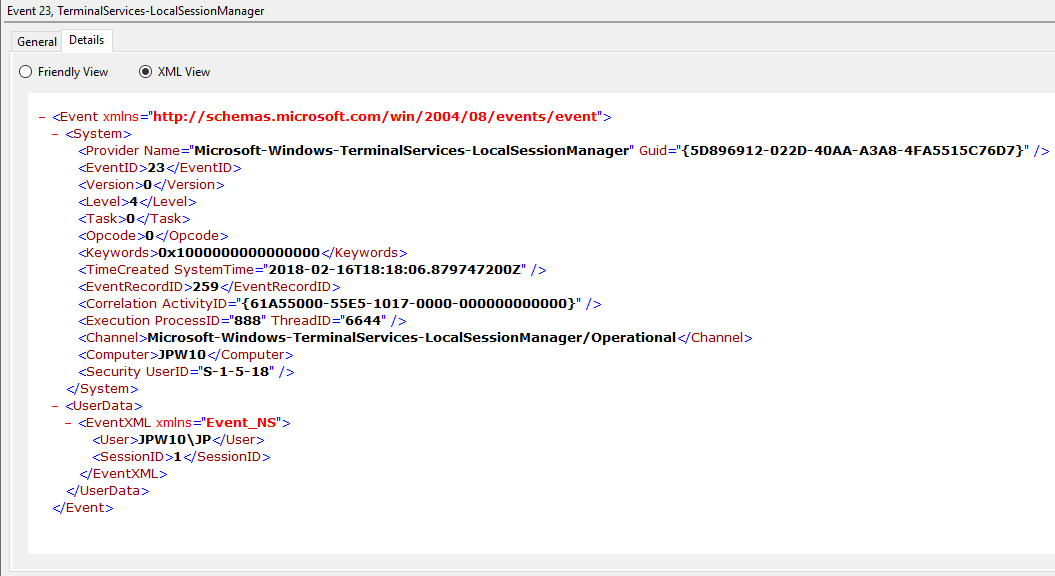 Event 23, TerminalServices-LocalSessionManager
General Details
Friendly View XML View
- <Event xmlns="http://schemas.microsoft.com/win/2004/08/events/event">
- <System>
<Provider Name="Microsoft-Windows-TerminalServices-LocalSessionManager" Guid="{5D896912-022D-40AA-A3A8-4FA5515C76D7}" />
<EventID>23</EventID>
<Version>0</Version>
<Level>4</Level>
<Task>0</Task>
<Opcode>0</Opcode>
<Keywords>0x1000000000000000</Keywords>
<TimeCreated SystemTime="2018-02-16T18:18:06.879747200Z" />
<EventRecordID>259</EventRecordID>
<Correlation ActivityID="{61A55000-55E5-1017-0000-000000000000}" />
<Execution ProcessID="888" ThreadID="6644" />
<Channel>Microsoft-Windows-TerminalServices-LocalSessionManager/Operational</Channel>
<Computer>JPW10</Computer>
<Security UserID="S-1-5-18" />
</System>
- <UserData>
- <EventXML xmlns="Event_NS">
<User>JPW10\JP</User>
<SessionID>1</SessionID>
</EventXML>
</UserData>
</Event>